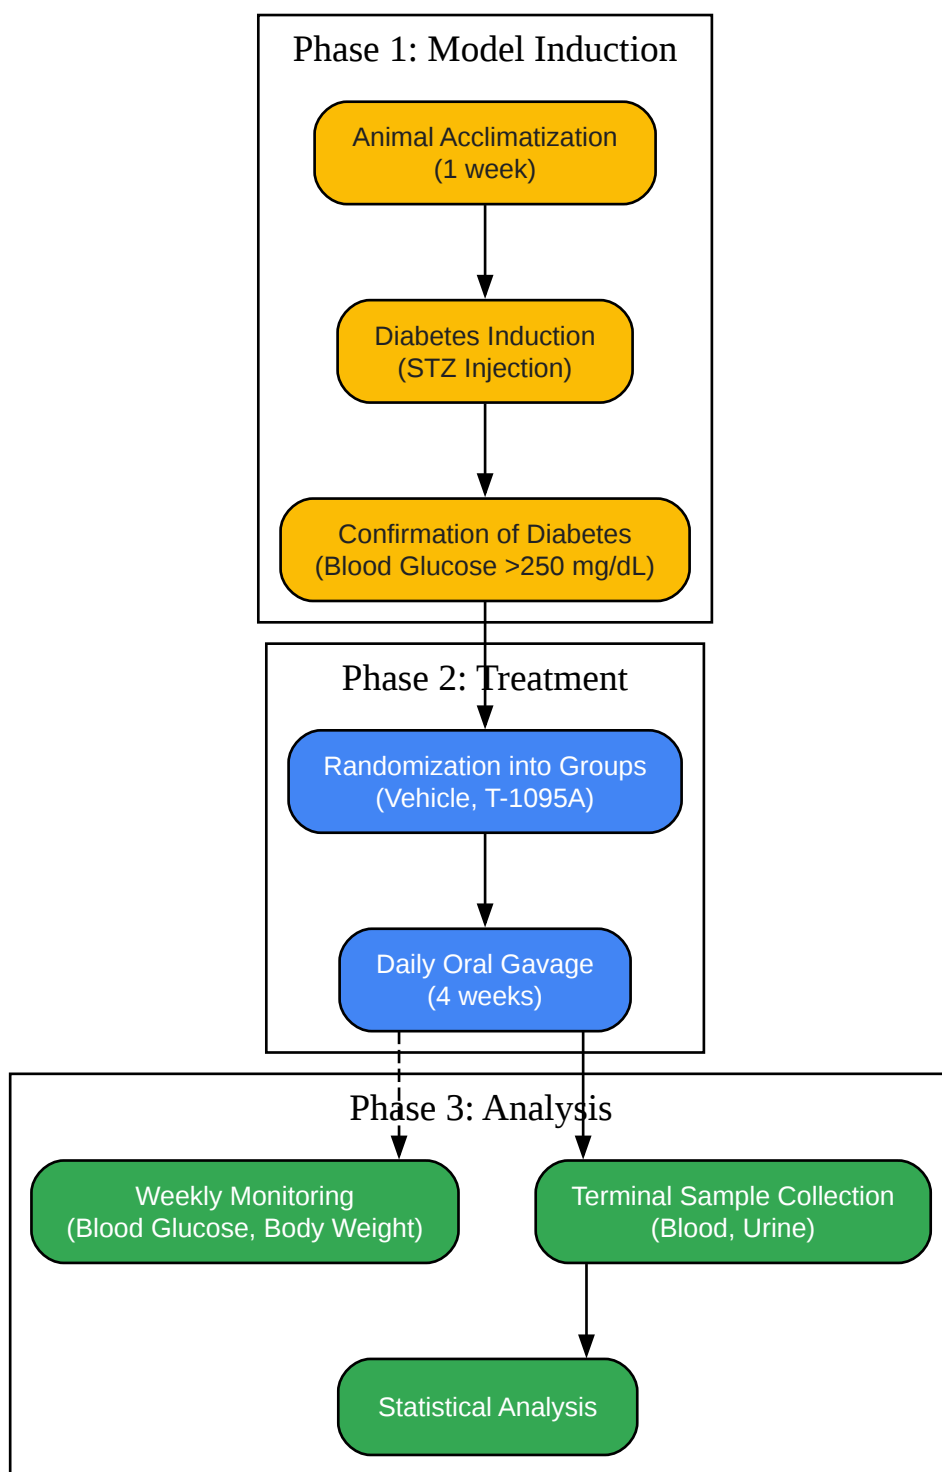 Phase 1: Model Induction
Animal Acclimatization
(1 week)
Diabetes Induction
(STZ Injection)
Confirmation of Diabetes
(Blood Glucose >250 mg/dL)
Phase 2: Treatment
Randomization into Groups
(Vehicle, T-1095A)
Daily Oral Gavage
(4 weeks)
Phase 3: Analysis
Weekly Monitoring
(Blood Glucose, Body Weight)
Terminal Sample Collection
(Blood, Urine)
Statistical Analysis